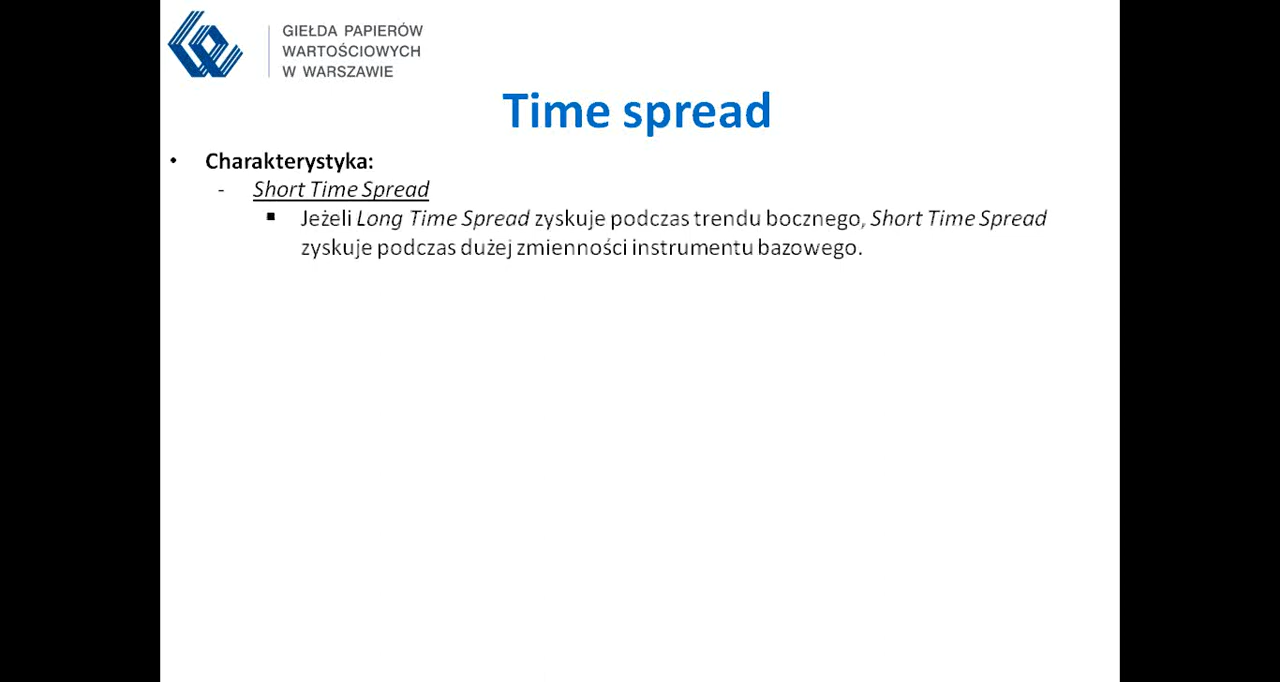 GIEŁDA PAPIERÓW
WARTOŚCIOWYCH
W WARSZAWIE
Time spread
• Charakterystyka:
- Short Time Spread
▪ Jeżeli Long Time Spread zyskuje podczas trendu bocznego, Short Time Spread
zyskuje podczas dużej zmienności instrumentu bazowego.